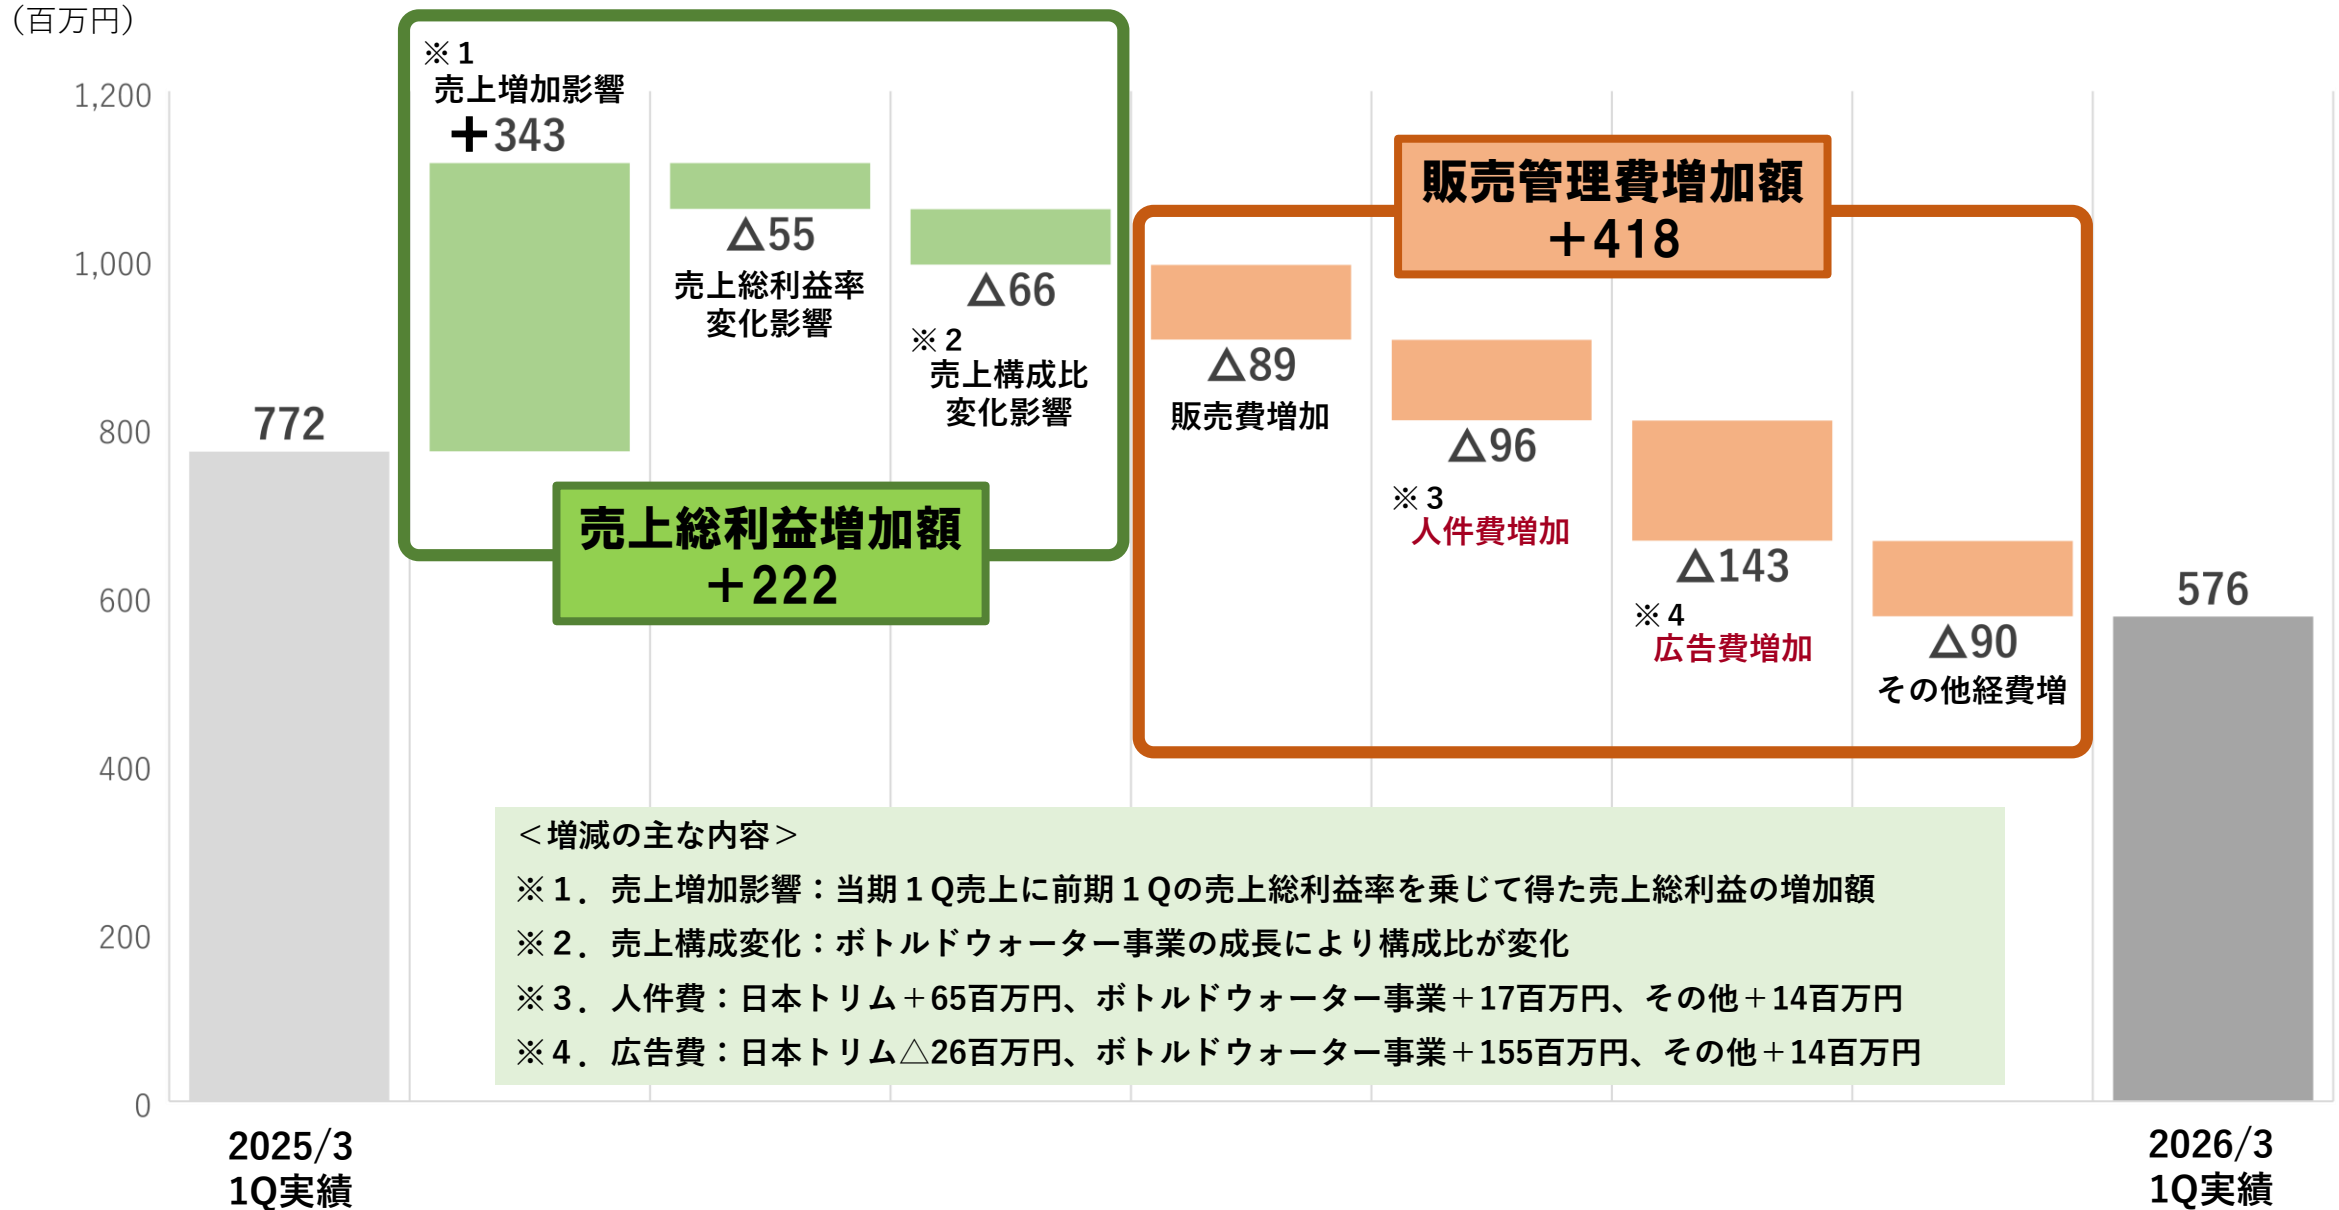 （百万円）
1,200
1,000
800
600
400
200
0
772
※１
売上増加影響
＋343
△55
売上総利益率
変化影響
△66
※２
売上構成比
変化影響
売上総利益増加額
＋222
販売管理費増加額
＋418
△89
販売費増加
△96
※３
人件費増加
△143
※４
広告費増加
△90
その他経費増
576
＜増減の主な内容＞
※１．売上増加影響：当期１Q売上に前期１Qの売上総利益率を乗じて得た売上総利益の増加額
※２．売上構成変化：ボトルドウォーター事業の成長により構成比が変化
※３．人件費：日本トリム＋65百万円、ボトルドウォーター事業＋17百万円、その他＋14百万円
※４．広告費：日本トリム△26百万円、ボトルドウォーター事業＋155百万円、その他＋14百万円
2025/3
1Q実績
2026/3
1Q実績